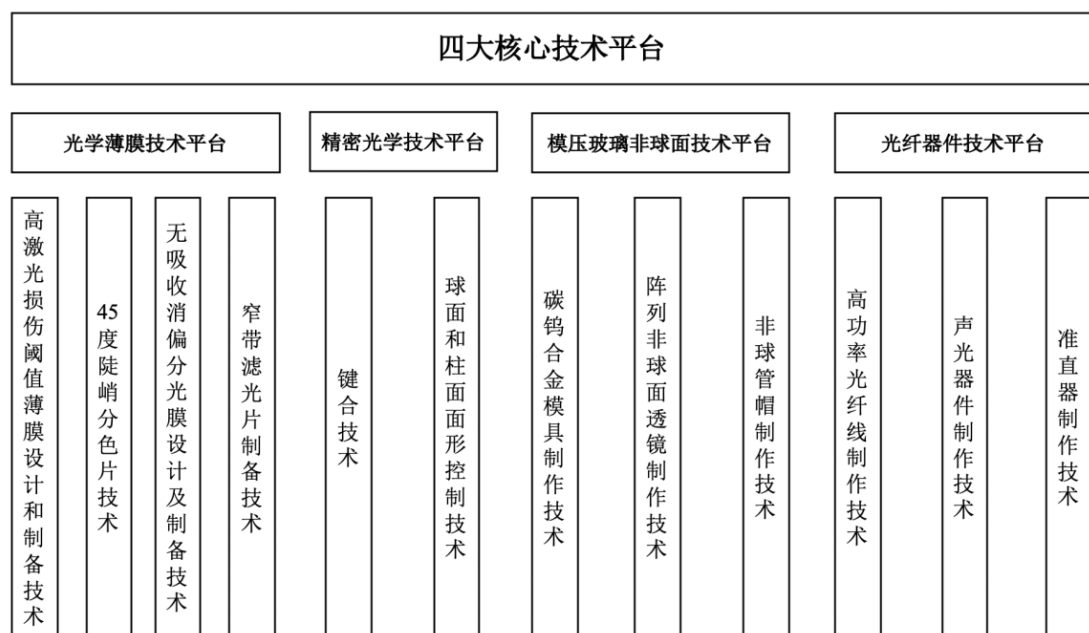 四大核心技术平台
光学薄膜技术平台
精密光学技术平台
模压玻璃非球面技术平台
光纤器件技术平台
高激光损伤阈值薄膜设计和制备技术
45度陡峭分色片技术
无吸收消偏分光膜设计及制备技术
窄带滤光片制备技术
键合技术
球面和柱面面形控制技术
碳钨合金模具制作技术
阵列非球面透镜制作技术
非球管帽制作技术
高功率光纤线制作技术
声光器件制作技术
准直器制作技术